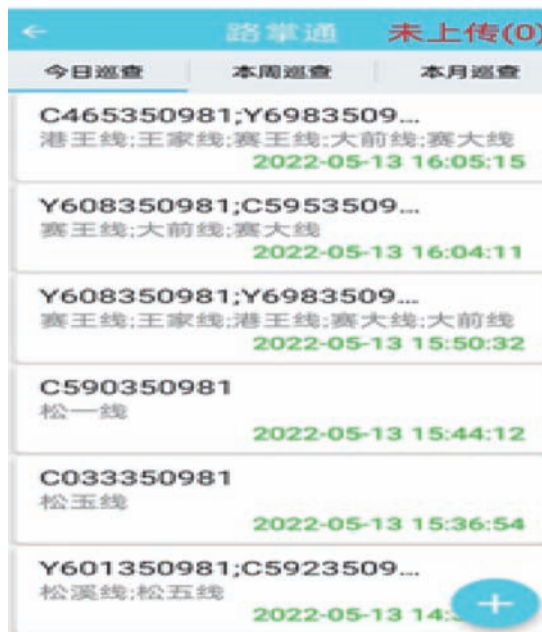 路掌通 未上传(0)
今日巡查 本周巡查 本月巡查
C465350981;Y6983509...
港王线;王家线;赛王线;大前线;赛大线
2022-05-13 16:05:15
Y608350981;C5953509...
赛王线;大前线;赛大线
2022-05-13 16:04:11
Y608350981;Y6983509...
赛王线;王家线;港王线;赛大线;大前线
2022-05-13 15:50:32
C590350981
松一线
2022-05-13 15:44:12
C033350981
松玉线
2022-05-13 15:36:54
Y601350981;C5923509...
松溪线;松五线
2022-05-13 14: